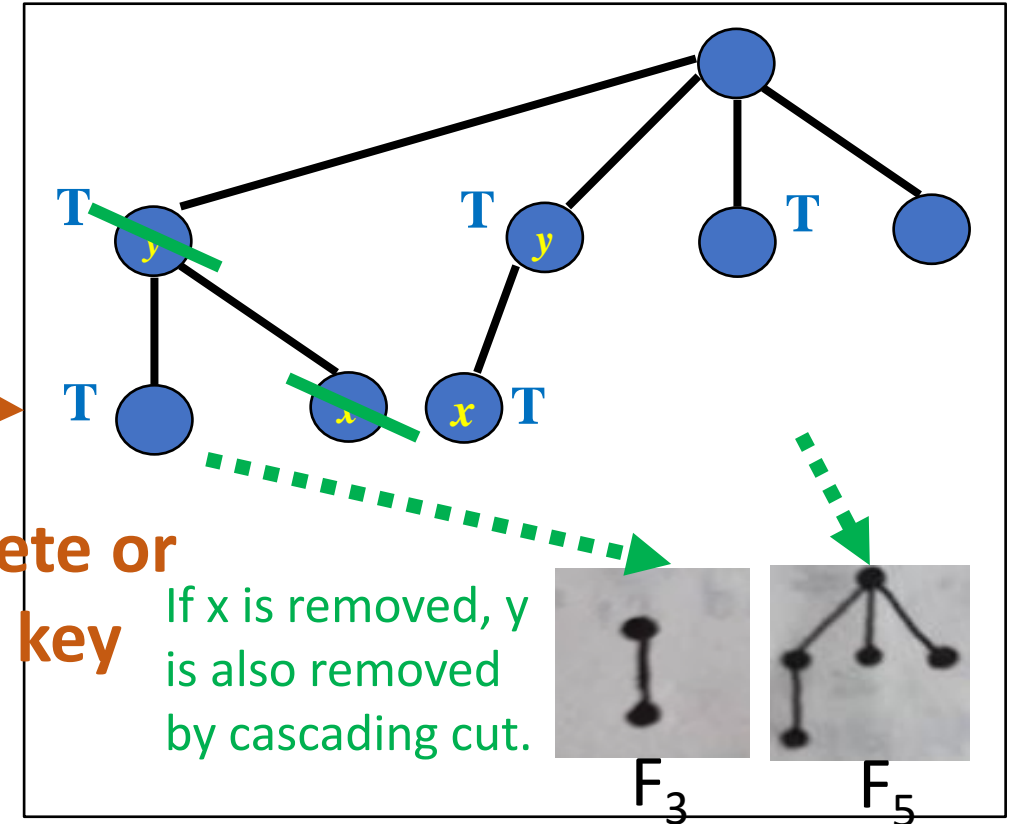 T
y
T
y
T
T
x
x
T
ete or
key
If x is removed, y
is also removed
by cascading cut.
F3
F5